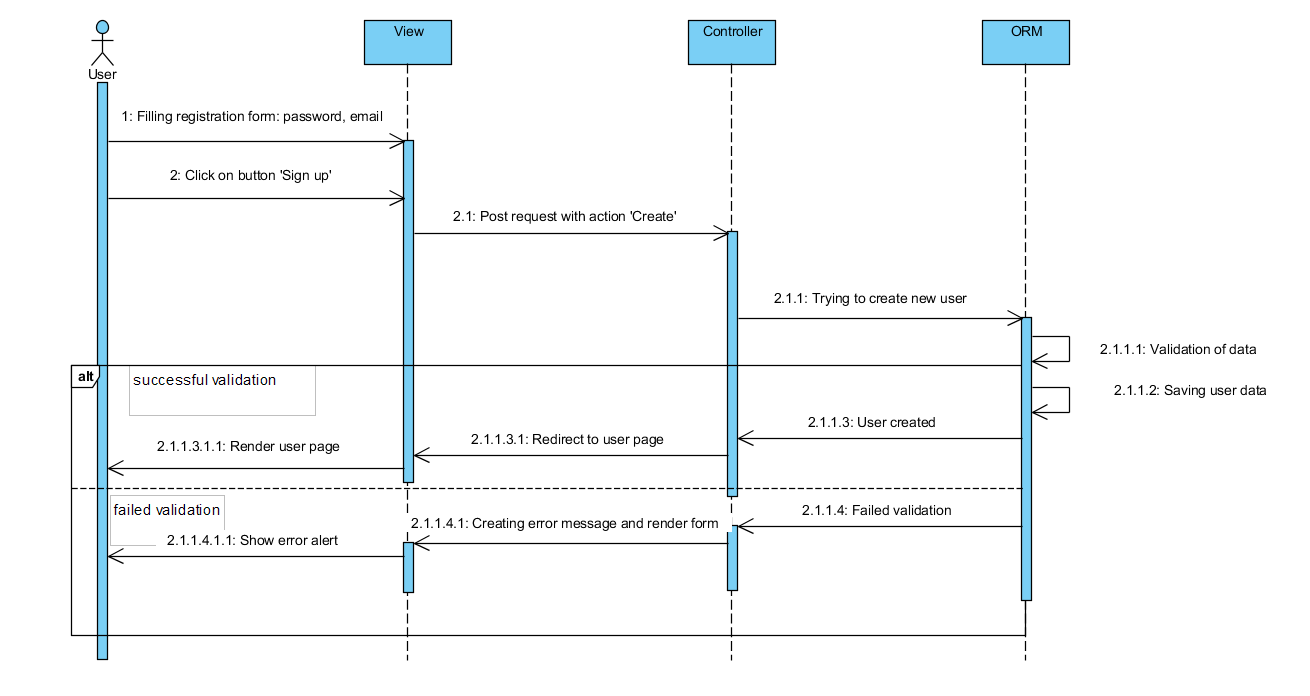 View
Controller
ORM
User
1: Filling registration form: password, email
2: Click on button 'Sign up'
2.1: Post request with action 'Create'
2.1.1: Trying to create new user
2.1.1.1: Validation of data
alt
successful validation
2.1.1.2: Saving user data
2.1.1.3: User created
2.1.1.3.1: Redirect to user page
2.1.1.3.1.1: Render user page
failed validation
2.1.1.4: Failed validation
2.1.1.4.1: Creating error message and render form
2.1.1.4.1.1: Show error alert